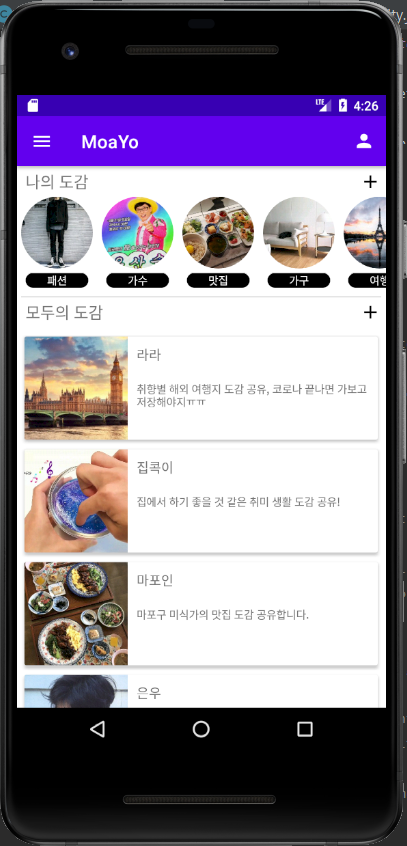 LTE 4:26
MoaYo
나의 도감
패션 가수 맛집 가구 여행
모두의 도감
라라
취향별 해외 여행지 도감 공유, 코로나 끝나면 가보고
저장해야지ㅠㅠ
집콕이
집에서 하기 좋을 것 같은 취미 생활 도감 공유!
마포인
마포구 미식가의 맛집 도감 공유합니다.
은우